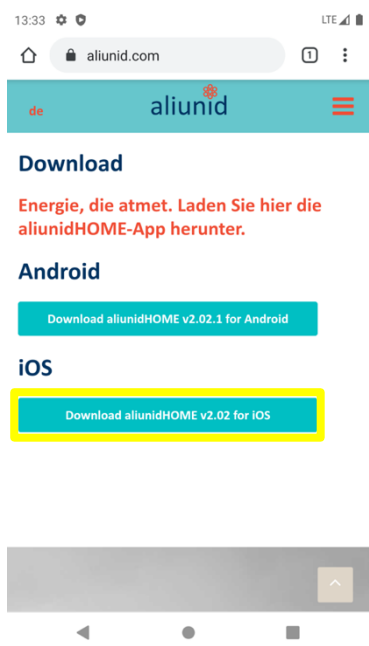 13:33
LTE
aliunid.com
1
de
aliunid
Download
Energie, die atmet. Laden Sie hier die
aliunidHOME-App herunter.
Android
Download aliunidHOME v2.02.1 for Android
iOS
Download aliunidHOME v2.02 for iOS